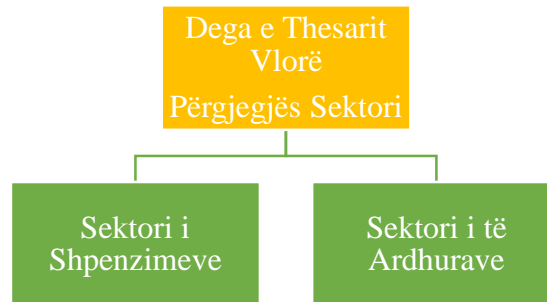 Dega e Thesarit
Vlorë
Përgjegjës Sektori
Sektori i
Shpenzimeve
Sektori i të
Ardhurave